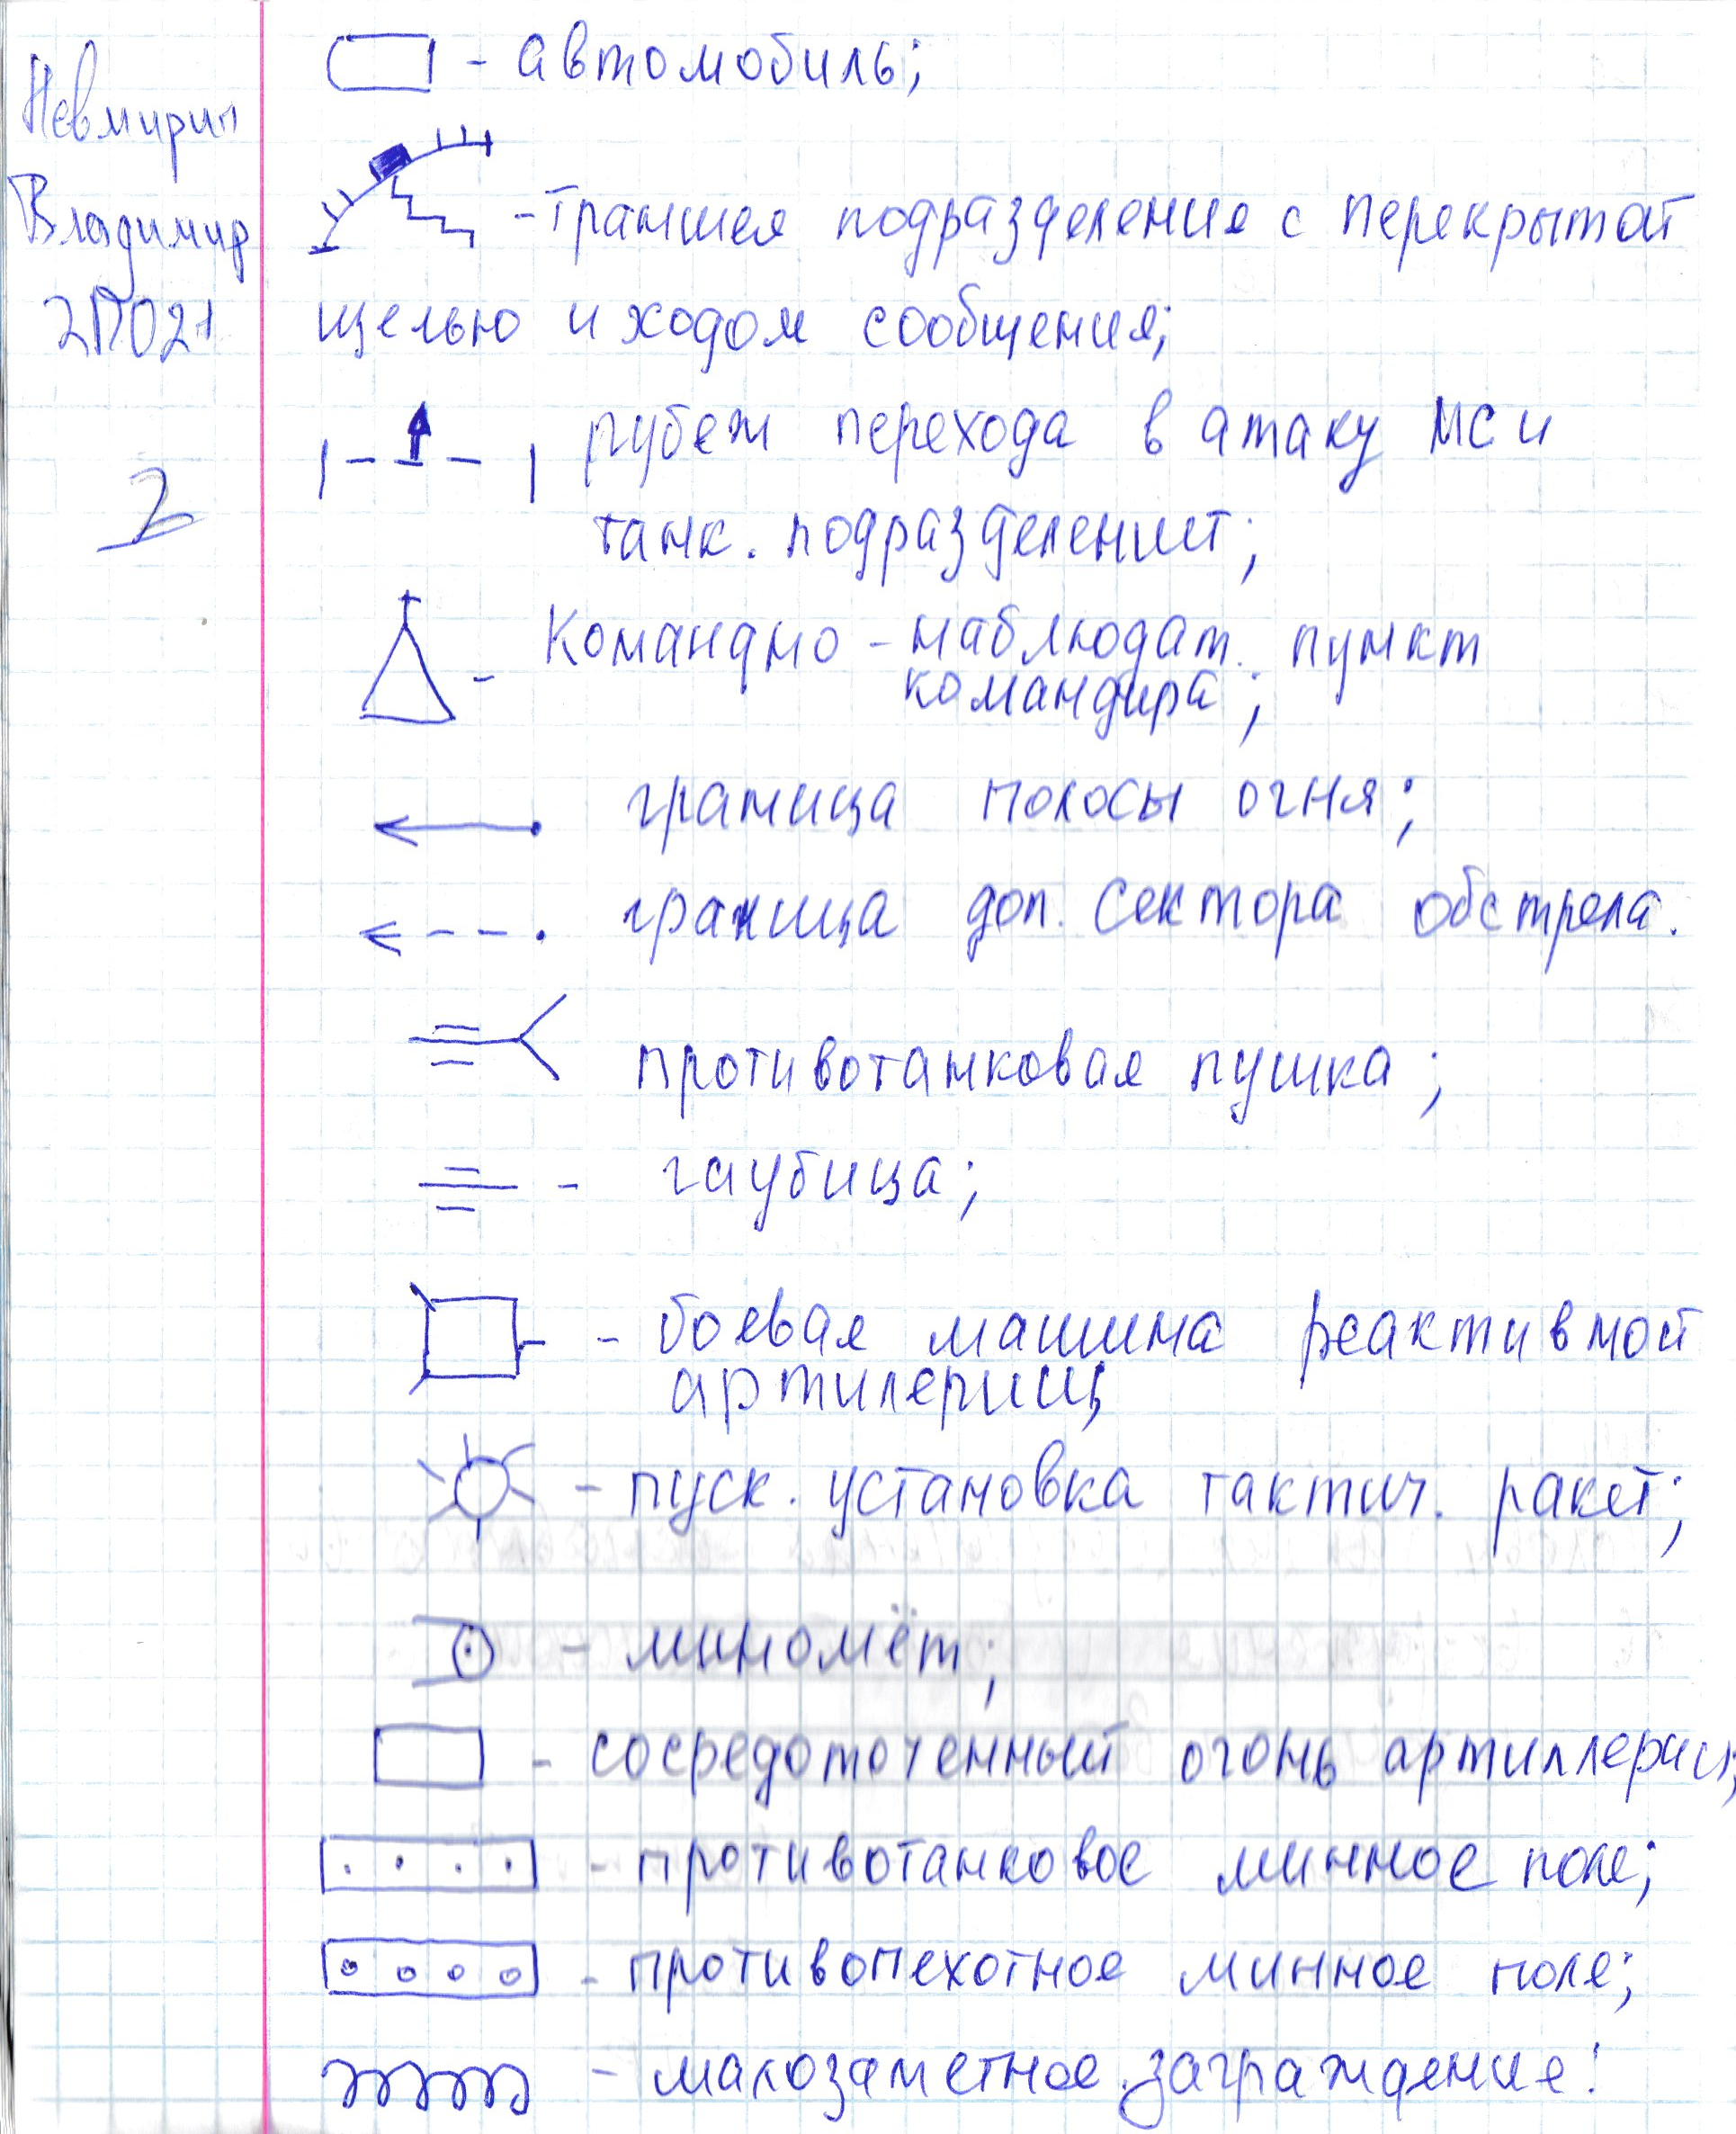 Невмирип
Владимир
2П021
2
- автомобиль;
- траншея подразделение с перекрытой
щелью и ходом сообщения;
рубеж перехода в атаку МС и
танк. подразделений;
- Командно - наблюдат. пункт
командира;
граница полосы огня;
граница доп. сектора обстрела.
противотанковая пушка;
- гаубица;
- боевая машина реактивной
артилерии;
- пуск. установка тактич. ракет;
- миномёт;
- сосредоточенный огонь артиллерии;
- противотанковое минное поле;
- противопехотное минное поле;
- малозаметное заграждение!